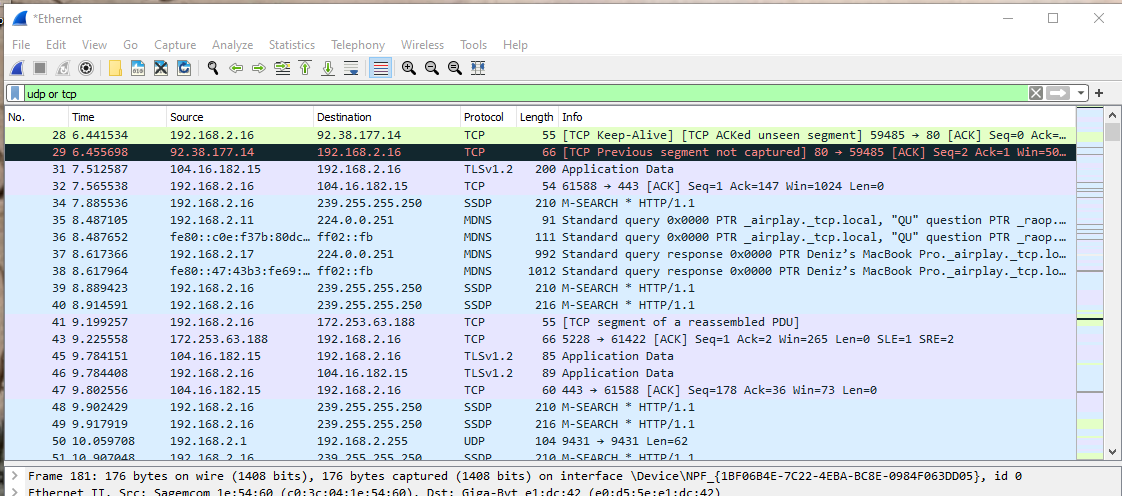 *Ethernet
File Edit View Go Capture Analyze Statistics Telephony Wireless Tools Help
udp or tcp
No. Time Source Destination Protocol Length Info
28 6.441534 192.168.2.16 92.38.177.14 TCP 55 [TCP Keep-Alive] [TCP ACKed unseen segment] 59485 → 80 [ACK] Seq=0 Ack=…
29 6.455698 92.38.177.14 192.168.2.16 TCP 66 [TCP Previous segment not captured] 80 → 59485 [ACK] Seq=2 Ack=1 Win=50…
31 7.512587 104.16.182.15 192.168.2.16 TLSv1.2 200 Application Data
32 7.565538 192.168.2.16 104.16.182.15 TCP 54 61588 → 443 [ACK] Seq=1 Ack=147 Win=1024 Len=0
34 7.885536 192.168.2.16 239.255.255.250 SSDP 210 M-SEARCH * HTTP/1.1
35 8.487105 192.168.2.11 224.0.0.251 MDNS 91 Standard query 0x0000 PTR _airplay._tcp.local, "QU" question PTR _raop.…
36 8.487652 fe80::c0e:f37b:80dc… ff02::fb MDNS 111 Standard query 0x0000 PTR _airplay._tcp.local, "QU" question PTR _raop.…
37 8.617366 192.168.2.17 224.0.0.251 MDNS 992 Standard query response 0x0000 PTR Deniz’s MacBook Pro._airplay._tcp.lo…
38 8.617964 fe80::47:43b3:fe69:… ff02::fb MDNS 1012 Standard query response 0x0000 PTR Deniz’s MacBook Pro._airplay._tcp.lo…
39 8.889423 192.168.2.16 239.255.255.250 SSDP 210 M-SEARCH * HTTP/1.1
40 8.914591 192.168.2.16 239.255.255.250 SSDP 216 M-SEARCH * HTTP/1.1
41 9.199257 192.168.2.16 172.253.63.188 TCP 55 [TCP segment of a reassembled PDU]
43 9.225558 172.253.63.188 192.168.2.16 TCP 66 5228 → 61422 [ACK] Seq=1 Ack=2 Win=265 Len=0 SLE=1 SRE=2
45 9.784151 104.16.182.15 192.168.2.16 TLSv1.2 85 Application Data
46 9.784408 192.168.2.16 104.16.182.15 TLSv1.2 89 Application Data
47 9.802556 104.16.182.15 192.168.2.16 TCP 60 443 → 61588 [ACK] Seq=178 Ack=36 Win=73 Len=0
48 9.902429 192.168.2.16 239.255.255.250 SSDP 210 M-SEARCH * HTTP/1.1
49 9.917919 192.168.2.16 239.255.255.250 SSDP 216 M-SEARCH * HTTP/1.1
50 10.059708 192.168.2.1 192.168.2.255 UDP 104 9431 → 9431 Len=62
51 10.907048 192.168.2.16 239.255.255.250 SSDP 210 M-SEARCH * HTTP/1.1
Frame 181: 176 bytes on wire (1408 bits), 176 bytes captured (1408 bits) on interface \Device\NPF_{1BF06B4E-7C22-4EBA-BC8E-0984F063DD05}, id 0
Ethernet II, Src: Sagemcom_1e:54:60 (c0:3c:04:1e:54:60), Dst: Giga-Byt_e1:dc:42 (e0:d5:5e:e1:dc:42)